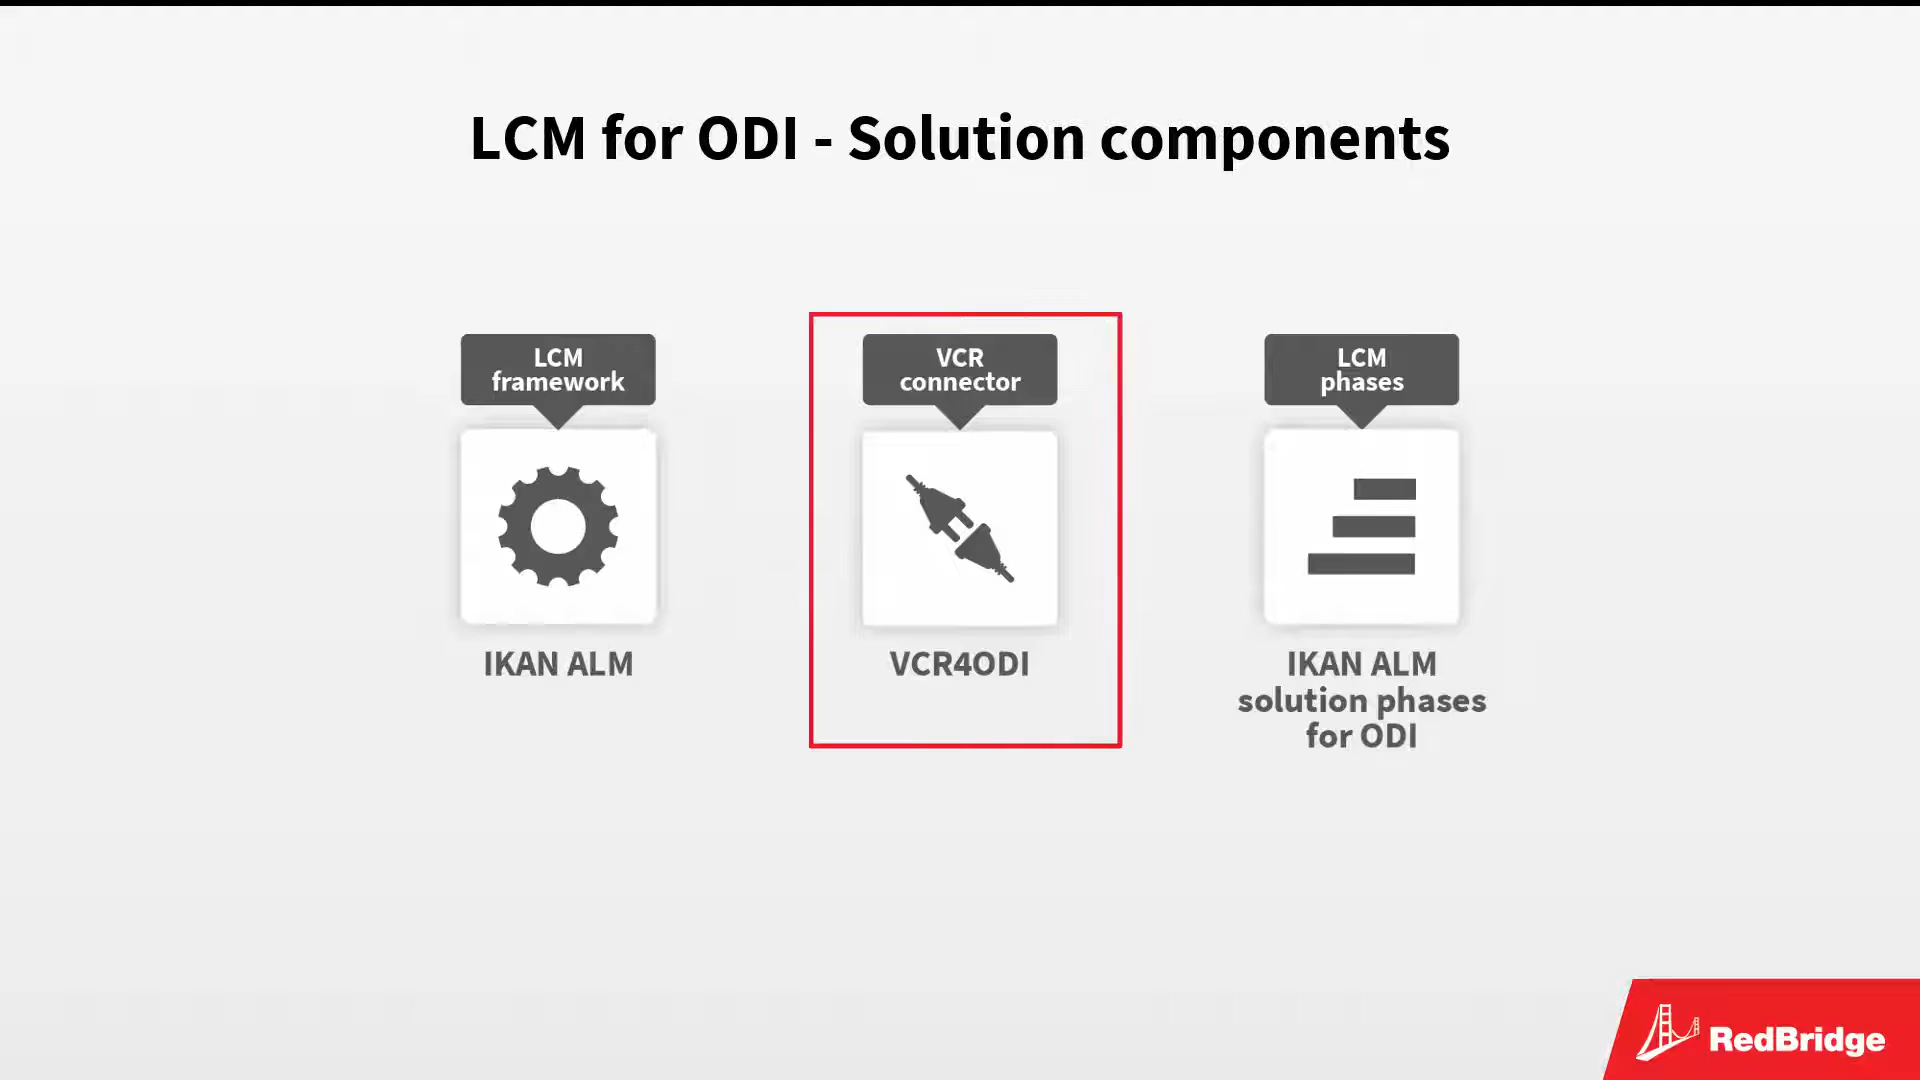 LCM for ODI - Solution components
LCM
framework
VCR
connector
LCM
phases
IKAN ALM
VCR4ODI
IKAN ALM
solution phases
for ODI
RedBridge